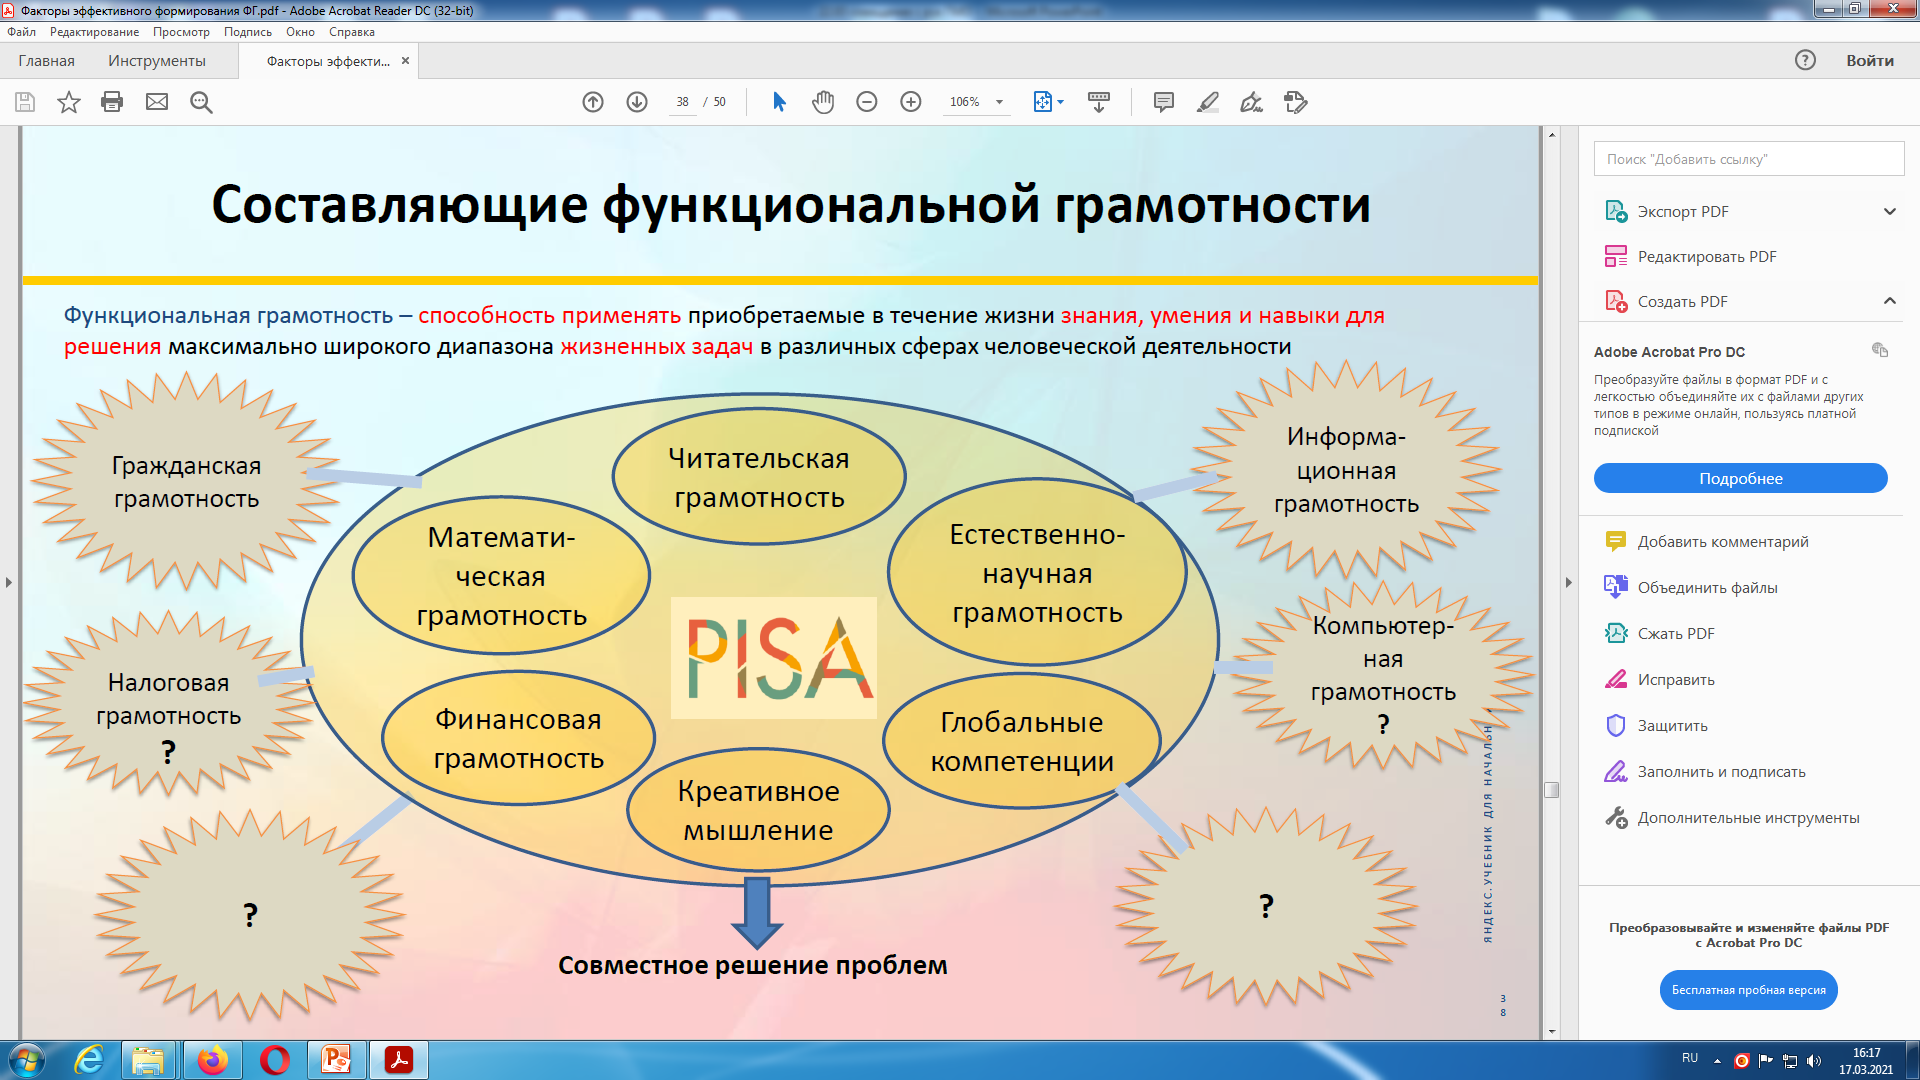 Факторы эффективного формирования ФГ.pdf - Adobe Acrobat Reader DC (32-bit)
Файл Редактирование Просмотр Подпись Окно Справка
Главная Инструменты Факторы эффекти... ×
? Войти
38 / 50
106%
Составляющие функциональной грамотности
Функциональная грамотность – способность применять приобретаемые в течение жизни знания, умения и навыки для
решения максимально широкого диапазона жизненных задач в различных сферах человеческой деятельности
Гражданская
грамотность
Читательская
грамотность
Информа-
ционная
грамотность
Математи-
ческая
грамотность
Естественно-
научная
грамотность
PISA
Налоговая
грамотность
?
Компьютер-
ная
грамотность
?
Финансовая
грамотность
Глобальные
компетенции
Креативное
мышление
?
?
Совместное решение проблем
ЯНДЕКС.УЧЕБНИК ДЛЯ НАЧАЛЬН
3
8
Поиск "Добавить ссылку"
Экспорт PDF
Редактировать PDF
Создать PDF
Adobe Acrobat Pro DC
Преобразуйте файлы в формат PDF и с
легкостью объединяйте их с файлами других
типов в режиме онлайн, пользуясь платной
подпиской
Подробнее
Добавить комментарий
Объединить файлы
Сжать PDF
Исправить
Защитить
Заполнить и подписать
Дополнительные инструменты
Преобразовывайте и изменяйте файлы PDF
с Acrobat Pro DC
Бесплатная пробная версия
RU
16:17
17.03.2021